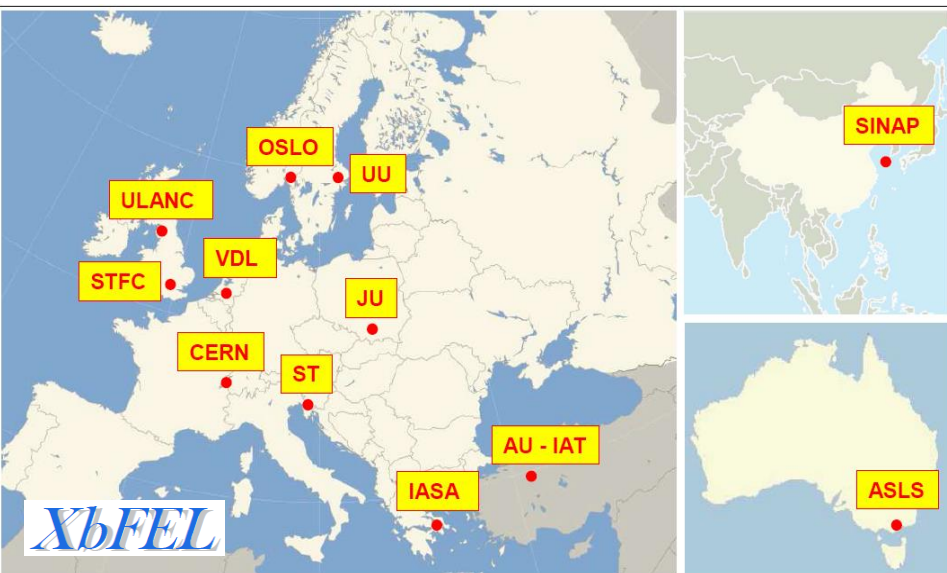 OSLO
UU
ULANC
VDL
STFC
JU
CERN
ST
AU - IAT
IASA
XbFEL
SINAP
ASLS